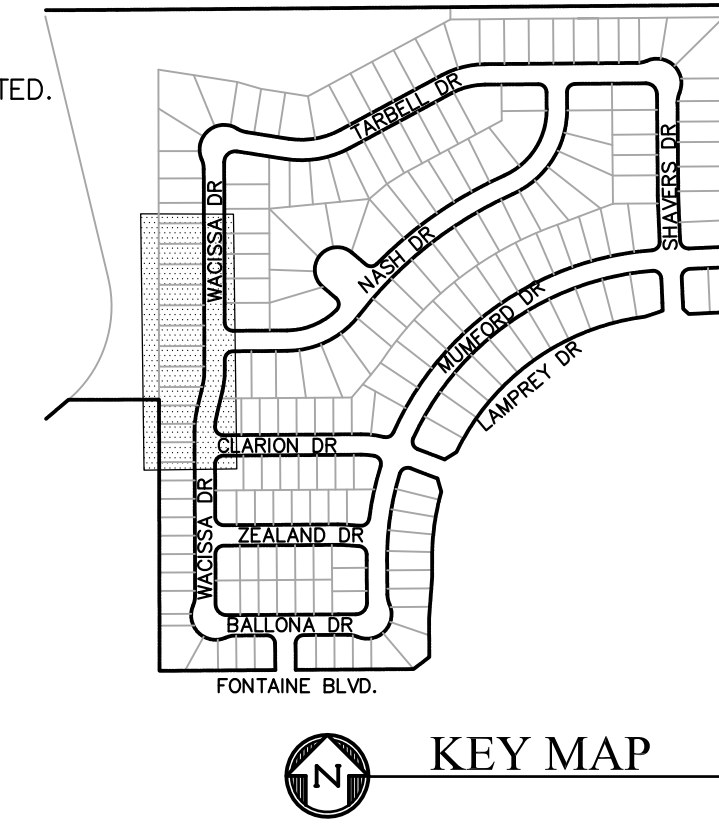 TED.
TARBELL DR
SHAVERS DR
WACISSA DR
NASH DR
MUMFORD DR
LAMPREY DR
CLARION DR
WACISSA DR
ZEALAND DR
BALLONA DR
FONTAINE BLVD.
N
KEY MAP